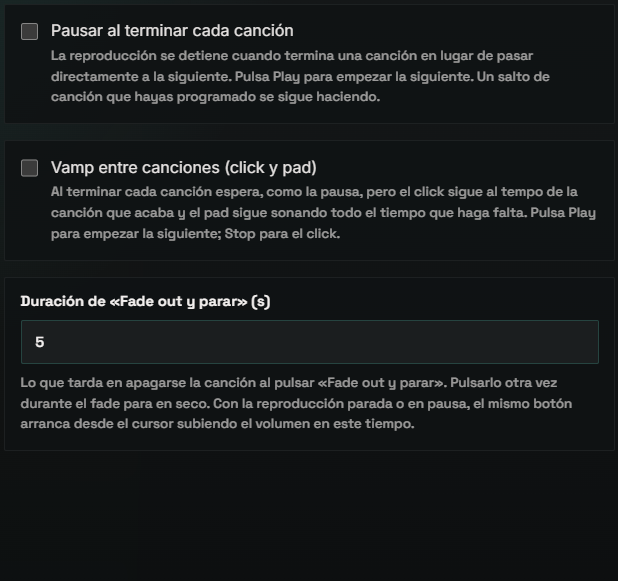 Pausar al terminar cada canción
La reproducción se detiene cuando termina una canción en lugar de pasar
directamente a la siguiente. Pulsa Play para empezar la siguiente. Un salto de
canción que hayas programado se sigue haciendo.
Vamp entre canciones (click y pad)
Al terminar cada canción espera, como la pausa, pero el click sigue al tempo de la
canción que acaba y el pad sigue sonando todo el tiempo que haga falta. Pulsa Play
para empezar la siguiente; Stop para el click.
Duración de «Fade out y parar» (s)
5
Lo que tarda en apagarse la canción al pulsar «Fade out y parar». Pulsarlo otra vez
durante el fade para en seco. Con la reproducción parada o en pausa, el mismo botón
arranca desde el cursor subiendo el volumen en este tiempo.